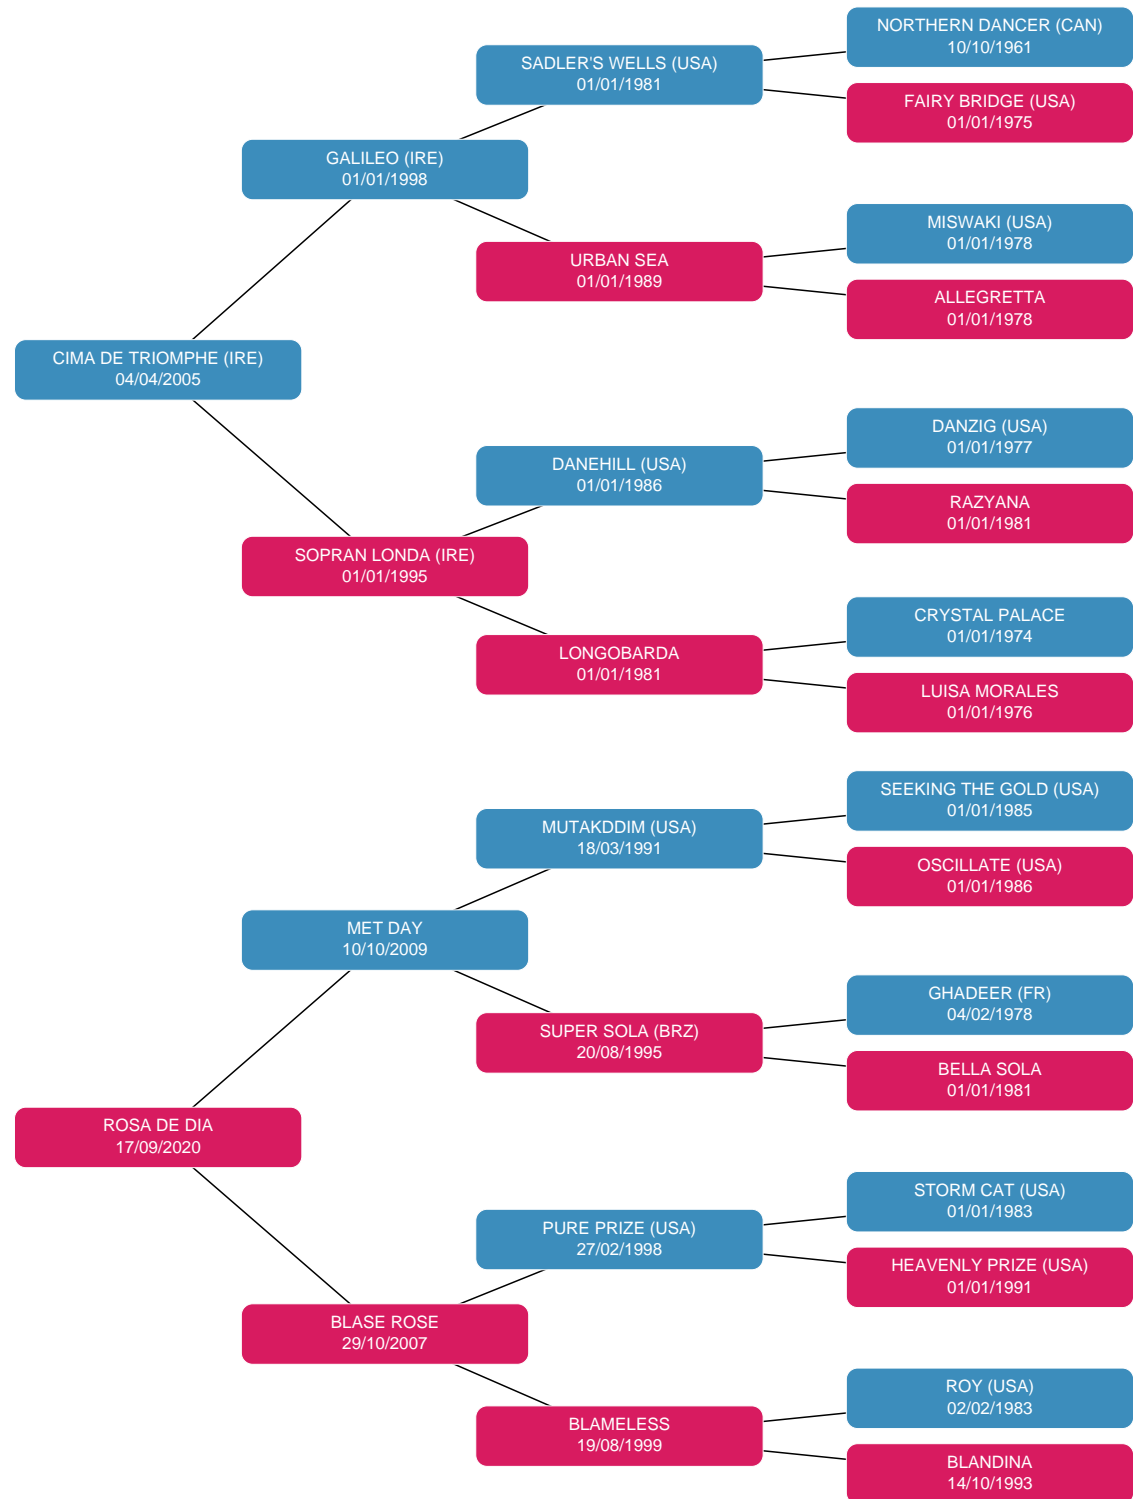 NORTHERN DANCER (CAN)
10/10/1961
SADLER'S WELLS (USA)
01/01/1981
FAIRY BRIDGE (USA)
01/01/1975
GALILEO (IRE)
01/01/1998
MISWAKI (USA)
01/01/1978
URBAN SEA
01/01/1989
ALLEGRETTA
01/01/1978
CIMA DE TRIOMPHE (IRE)
04/04/2005
DANZIG (USA)
01/01/1977
DANEHILL (USA)
01/01/1986
RAZYANA
01/01/1981
SOPRAN LONDA (IRE)
01/01/1995
CRYSTAL PALACE
01/01/1974
LONGOBARDA
01/01/1981
LUISA MORALES
01/01/1976
SEEKING THE GOLD (USA)
01/01/1985
MUTAKDDIM (USA)
18/03/1991
OSCILLATE (USA)
01/01/1986
MET DAY
10/10/2009
GHADEER (FR)
04/02/1978
SUPER SOLA (BRZ)
20/08/1995
BELLA SOLA
01/01/1981
ROSA DE DIA
17/09/2020
STORM CAT (USA)
01/01/1983
PURE PRIZE (USA)
27/02/1998
HEAVENLY PRIZE (USA)
01/01/1991
BLASE ROSE
29/10/2007
ROY (USA)
02/02/1983
BLAMELESS
19/08/1999
BLANDINA
14/10/1993